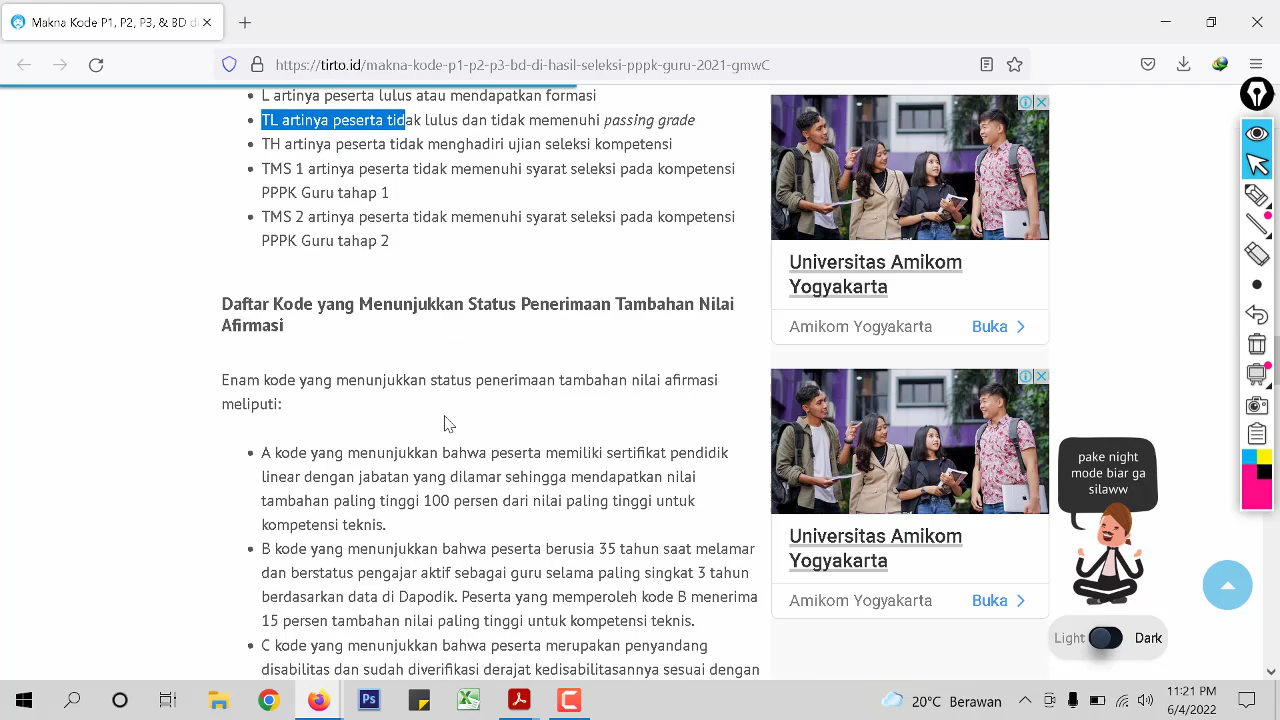 Makna Kode P1, P2, P3, & BD di
https://tirto.id/makna-kode-p1-p2-p3-bd-di-hasil-seleksi-pppk-guru-2021-gmwC
L artinya peserta lulus atau mendapatkan formasi
TL artinya peserta tidak lulus dan tidak memenuhi passing grade
TH artinya peserta tidak menghadiri ujian seleksi kompetensi
TMS 1 artinya peserta tidak memenuhi syarat seleksi pada kompetensi
PPPK Guru tahap 1
TMS 2 artinya peserta tidak memenuhi syarat seleksi pada kompetensi
PPPK Guru tahap 2
Daftar Kode yang Menunjukkan Status Penerimaan Tambahan Nilai
Afirmasi
Enam kode yang menunjukkan status penerimaan tambahan nilai afirmasi
meliputi:
A kode yang menunjukkan bahwa peserta memiliki sertifikat pendidik
linear dengan jabatan yang dilamar sehingga mendapatkan nilai
tambahan paling tinggi 100 persen dari nilai paling tinggi untuk
kompetensi teknis.
B kode yang menunjukkan bahwa peserta berusia 35 tahun saat melamar
dan berstatus pengajar aktif sebagai guru selama paling singkat 3 tahun
berdasarkan data di Dapodik. Peserta yang memperoleh kode B menerima
15 persen tambahan nilai paling tinggi untuk kompetensi teknis.
C kode yang menunjukkan bahwa peserta merupakan penyandang
disabilitas dan sudah diverifikasi derajat kedisabilitasannya sesuai dengan
Universitas Amikom
Yogyakarta
Amikom Yogyakarta
Buka
Universitas Amikom
Yogyakarta
Amikom Yogyakarta
Buka
pake night
mode biar ga
silaww
Light
Dark
Ps
20°C Berawan
11:21 PM
6/4/2022